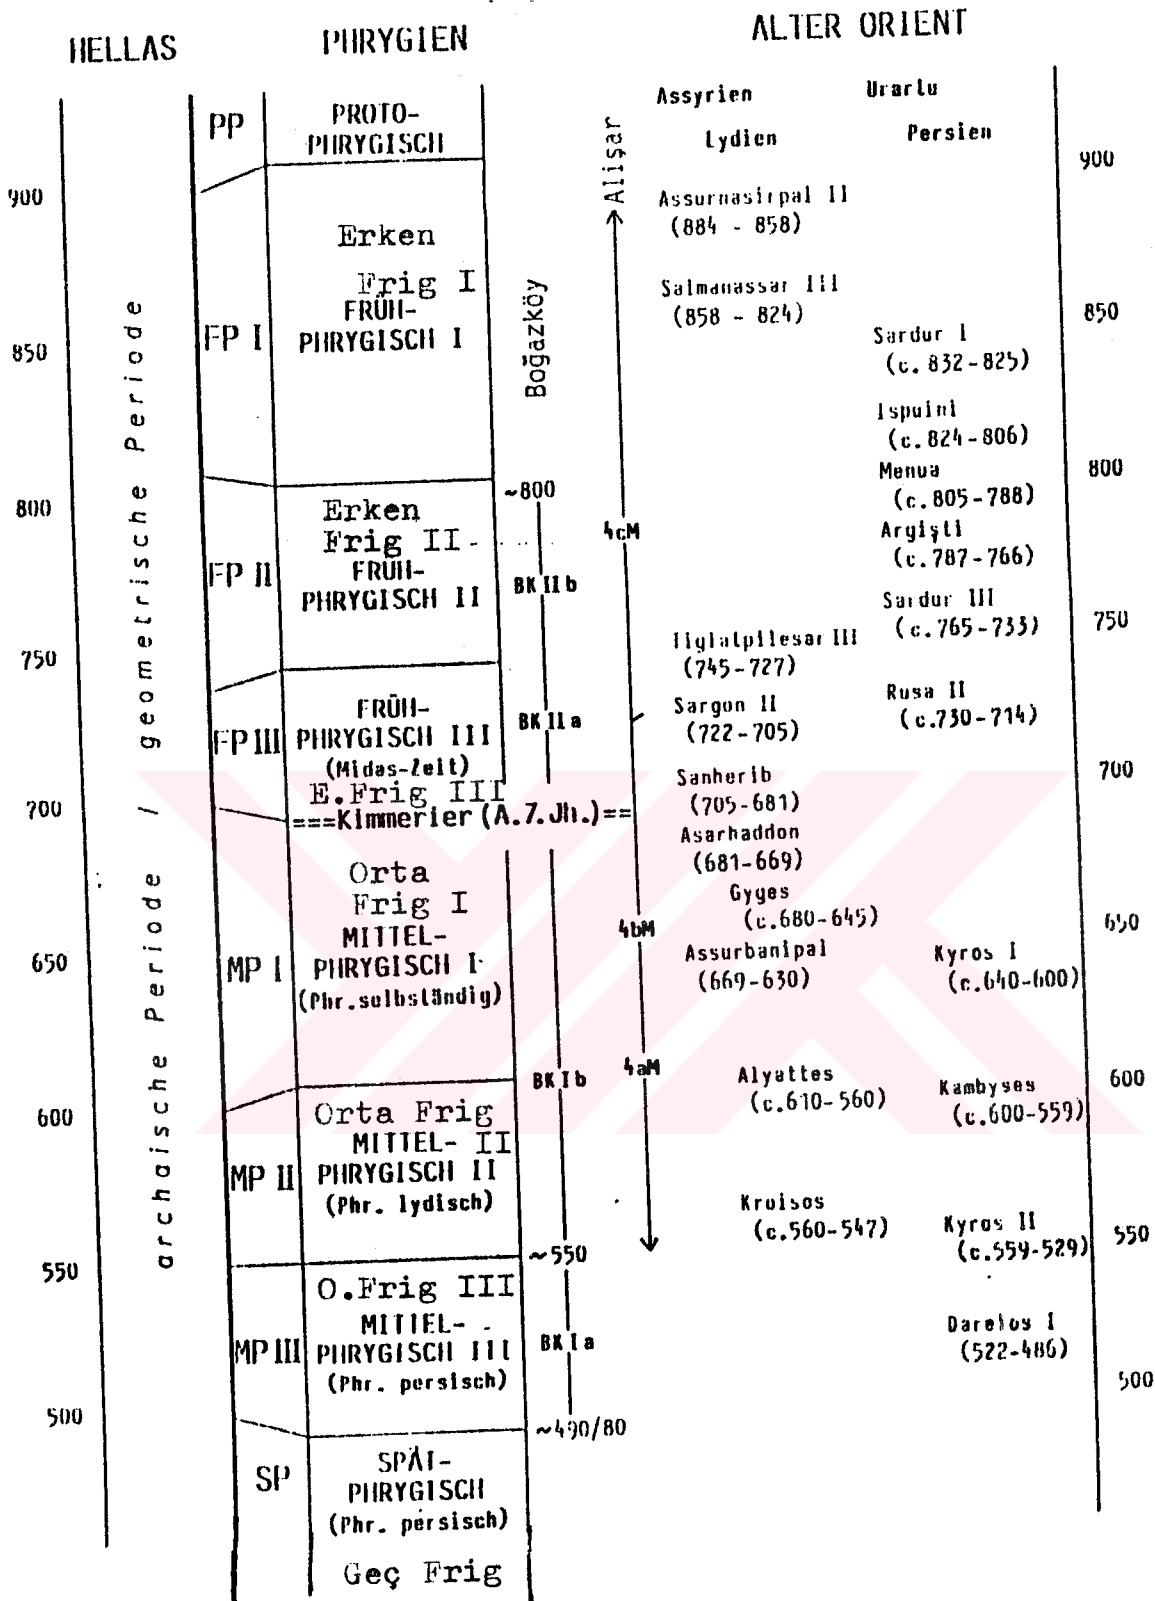 HELLAS
PHRYGIEN
ALTER ORIENT
900
850
800
750
700
650
600
550
500
geometrische Periode
/
archaische Periode /
PP
FP I
FP II
FP III
MP I
MP II
MP III
SP
PROTO-
PHRYGISCH
Erken
Frig I
FRÜH-
PHRYGISCH I
Erken
Frig II
FRÜH-
PHRYGISCH II
FRÜH-
PHRYGISCH III
(Midas-Zeit)
E.Frig III
===Kimmerier (A.7.Jh.)==
Orta
Frig I
MITTEL-
PHRYGISCH I
(Phr.selbständig)
Orta Frig
MITTEL- II
PHRYGISCH II
(Phr. lydisch)
O.Frig III
MITTEL-
PHRYGISCH III
(Phr. persisch)
SPÄT-
PHRYGISCH
(Phr. persisch)
Geç Frig
Boğazköy
~800
BK II b
BK II a
BK I b
~550
BK I a
~490/80
Alişar
4cM
4bM
4aM
Assyrien
Lydien
Assurnasirpal II
(884 - 858)
Salmanassar III
(858 - 824)
Tiglatpilesar III
(745-727)
Sargon II
(722-705)
Sanherib
(705-681)
Asarhaddon
(681-669)
Gyges
(c.680-645)
Assurbanipal
(669-630)
Alyattes
(c.610-560)
Kroisos
(c.560-547)
Urartu
Persien
Sardur I
(c.832-825)
Ispuini
(c.824-806)
Menua
(c.805-788)
Argişti
(c.787-766)
Sardur III
(c.765-733)
Rusa II
(c.730-714)
Kyros I
(c.640-600)
Kambyses
(c.600-559)
Kyros II
(c.559-529)
Dareios I
(522-486)
900
850
800
750
700
650
600
550
500